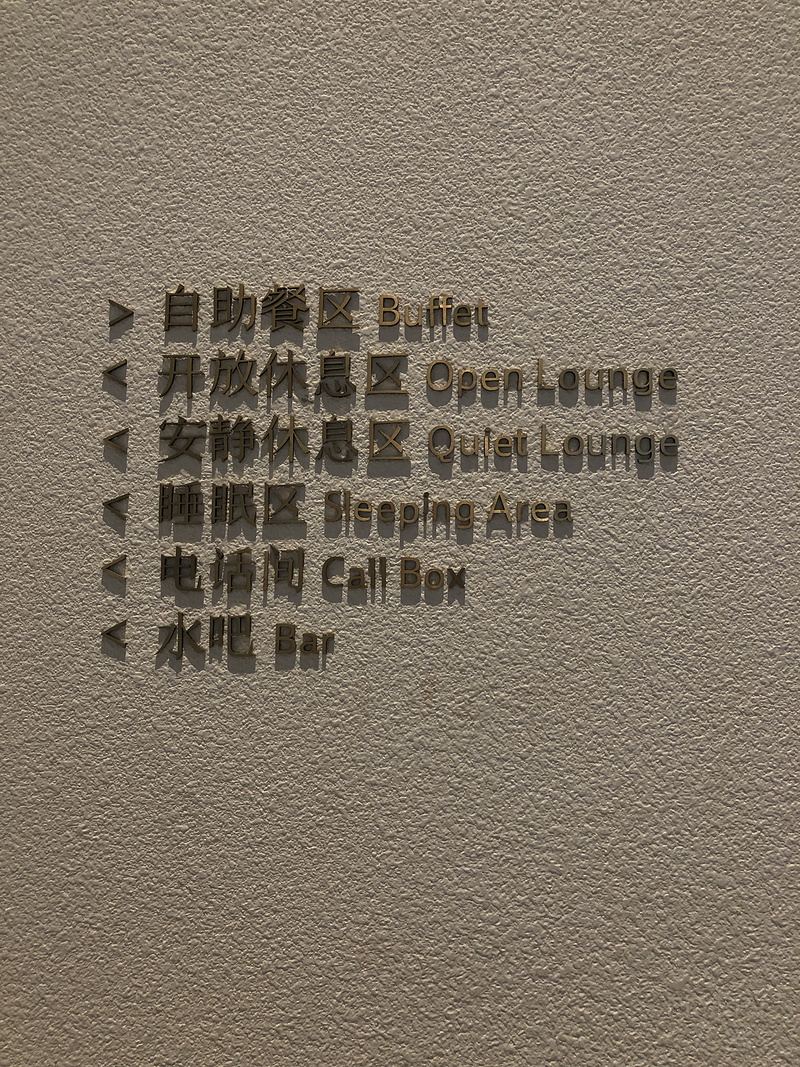 > 自助餐区 Buffet
< 开放休息区 Open Lounge
< 安静休息区 Quiet Lounge
< 睡眠区 Sleeping Area
< 电话间 Call Box
< 水吧 Bar